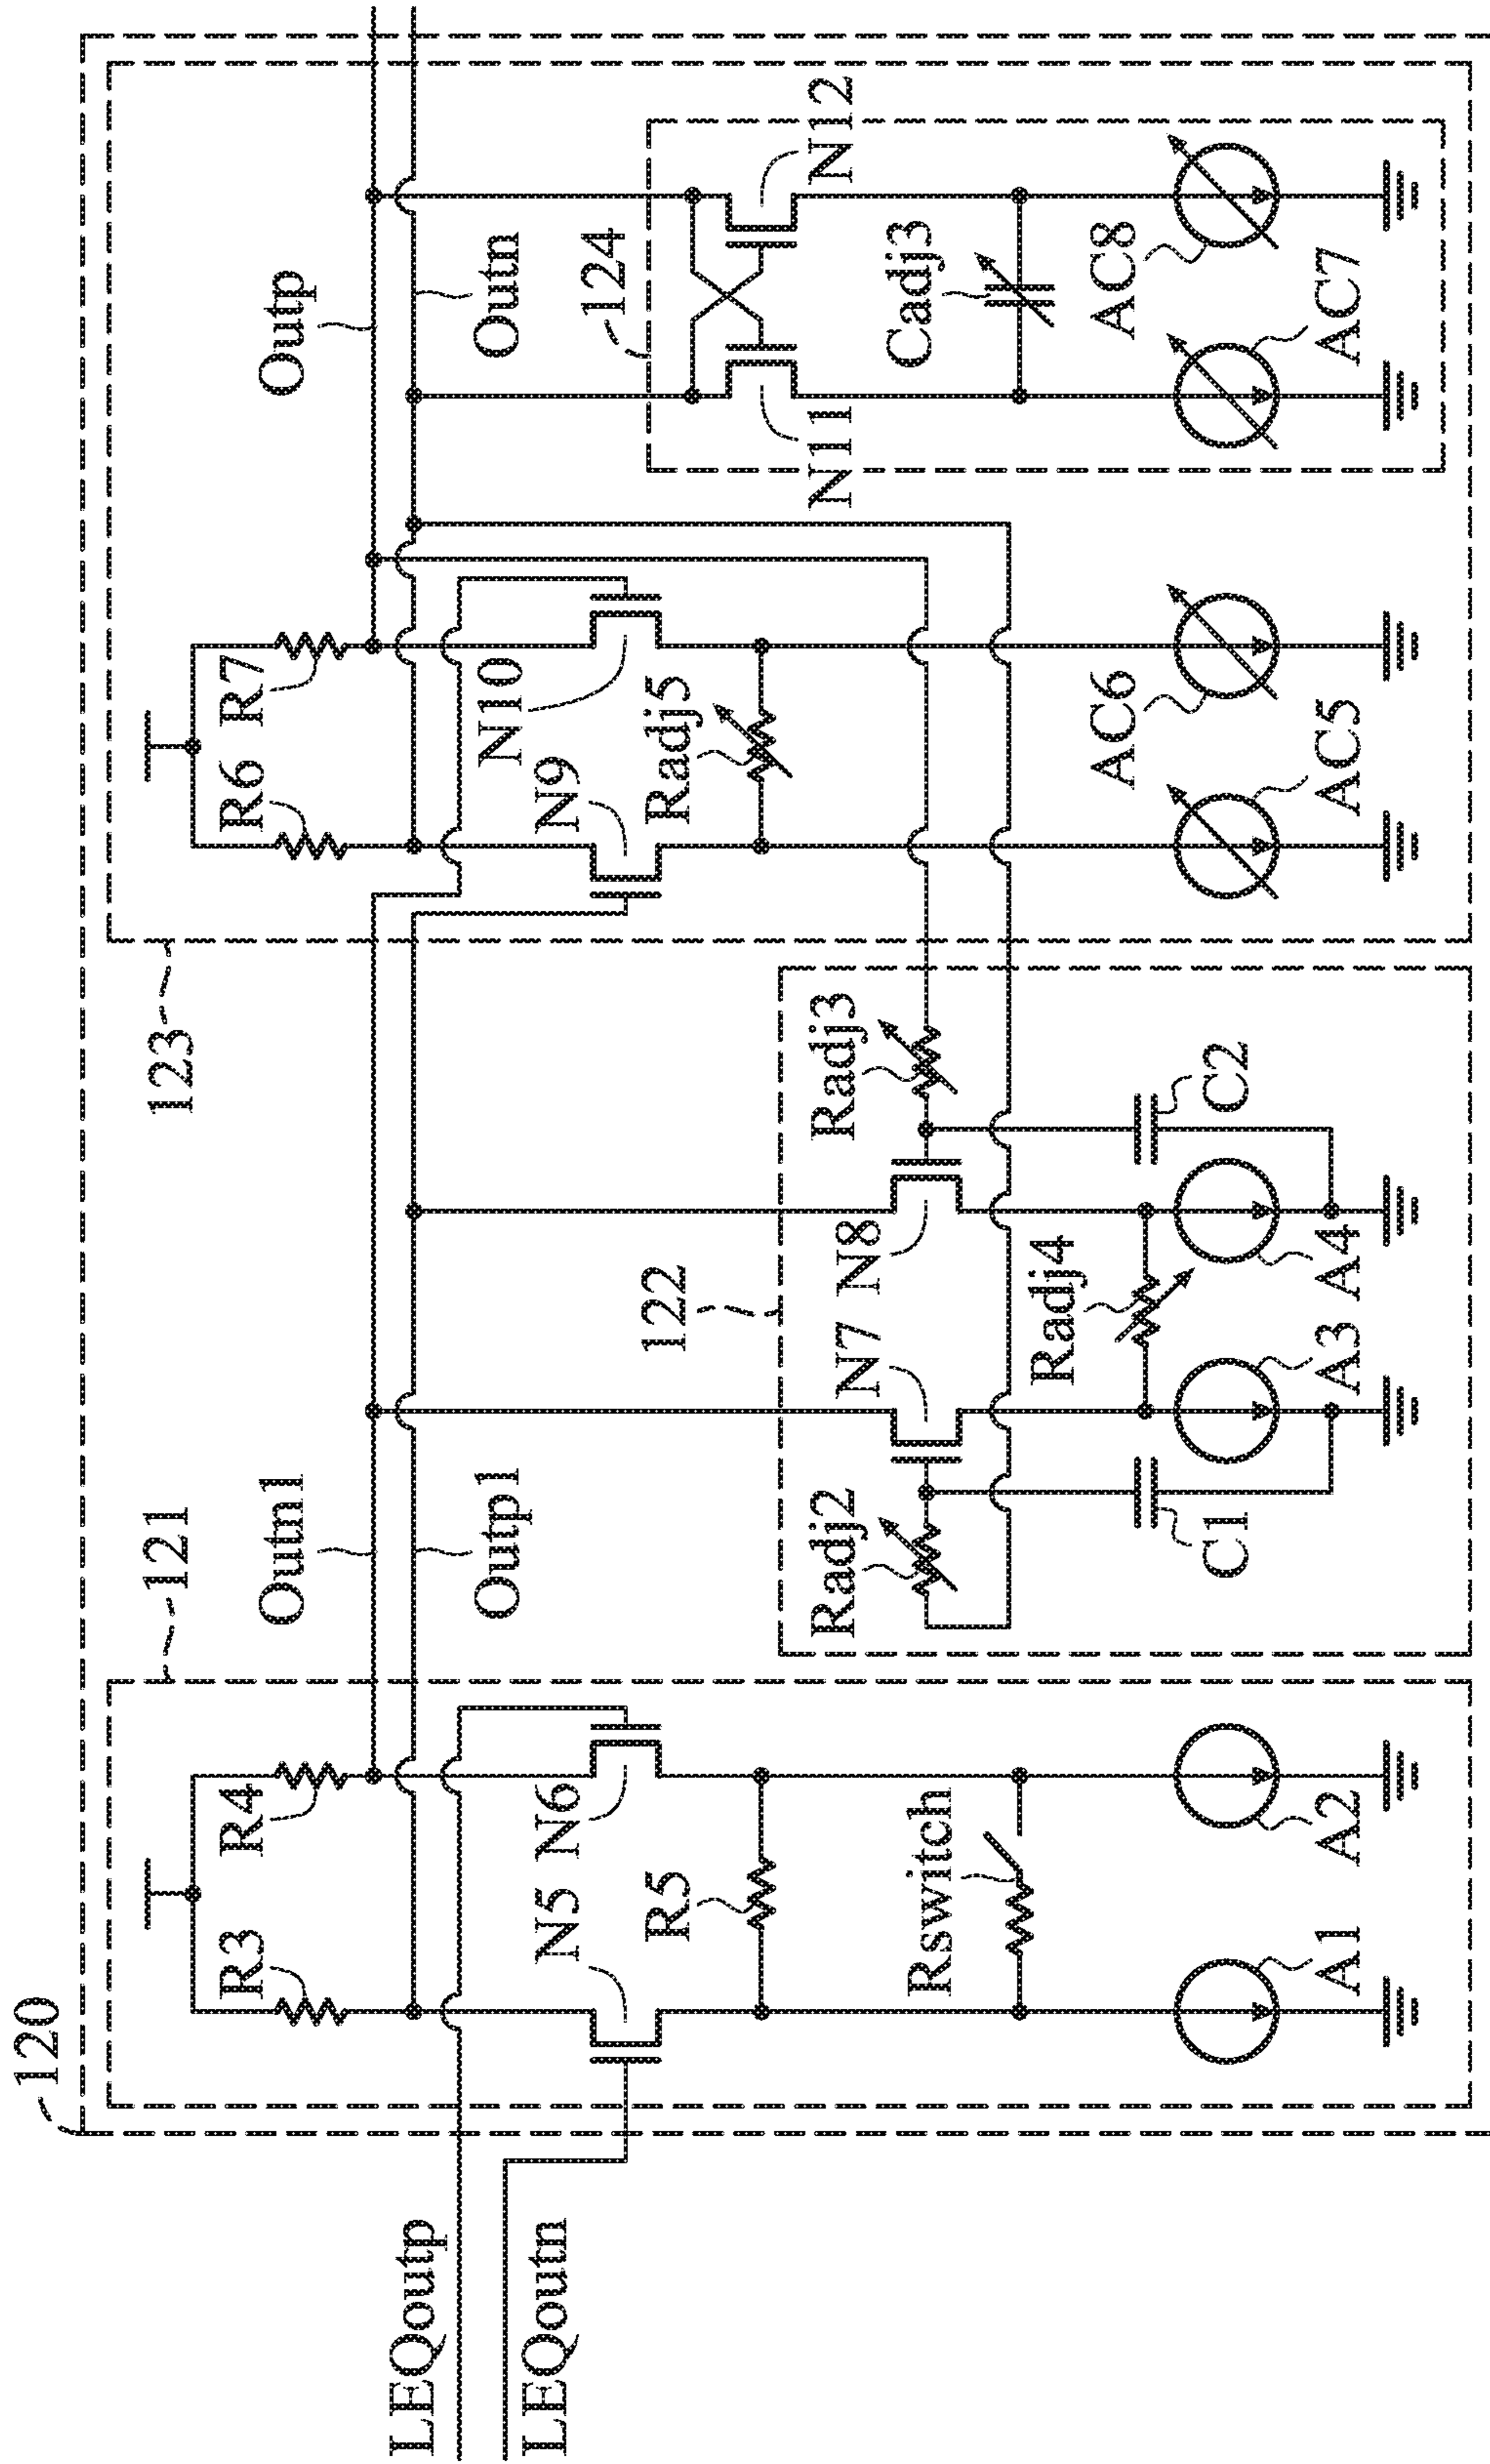 120
121
R3
R4
Outn1
Outp1
LEQoutp
LEQoutn
N5
N6
R5
Rswitch
A1
A2
122
Radj2
N7
N8
Radj3
Radj4
C1
A3
A4
C2
123
R6
R7
Outp
Outn
N9
N10
Radj5
AC6
AC5
124
N11
N12
Cadj3
AC8
AC7